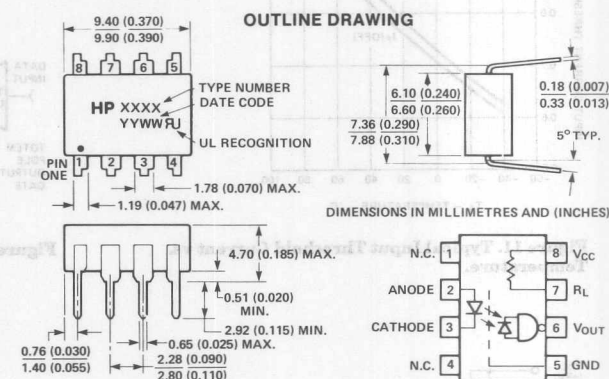 OUTLINE DRAWING
9.40 (0.370)
9.90 (0.390)
8 7 6 5
HP XXXX
YYWW RU
TYPE NUMBER
DATE CODE
UL RECOGNITION
PIN
ONE
1 2 3 4
1.78 (0.070) MAX.
1.19 (0.047) MAX.
6.10 (0.240)
6.60 (0.260)
7.36 (0.290)
7.88 (0.310)
0.18 (0.007)
0.33 (0.013)
5° TYP.
DIMENSIONS IN MILLIMETRES AND (INCHES)
4.70 (0.185) MAX.
0.51 (0.020)
MIN.
2.92 (0.115) MIN.
0.65 (0.025) MAX.
0.76 (0.030)
1.40 (0.055)
2.28 (0.090)
2.80 (0.110)
N.C. 1
8 VCC
ANODE 2
7 RL
CATHODE 3
6 VOUT
N.C. 4
5 GND